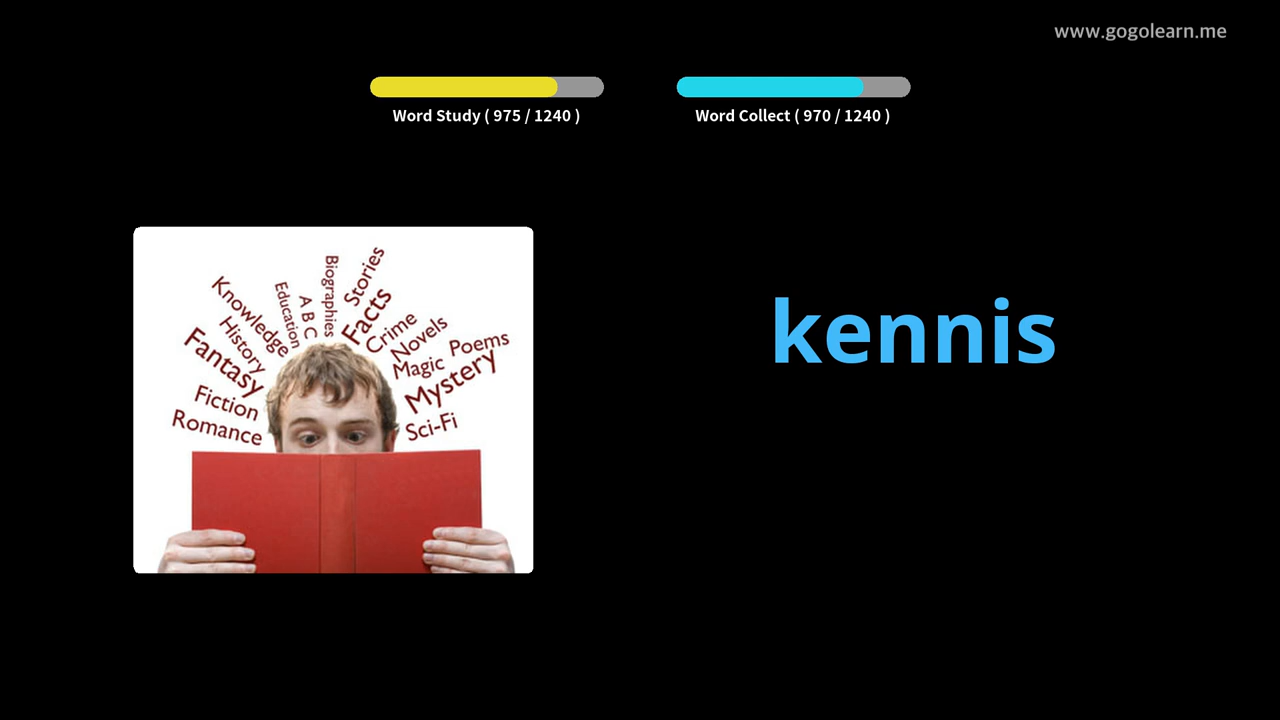 www.gogolearn.me
Word Study ( 975 / 1240 )
Word Collect ( 970 / 1240 )
Biographies
Stories
Education
A B C
Facts
Knowledge
Crime
History
Novels
Poems
Fantasy
Magic
Mystery
Fiction
Romance
Sci-Fi
kennis